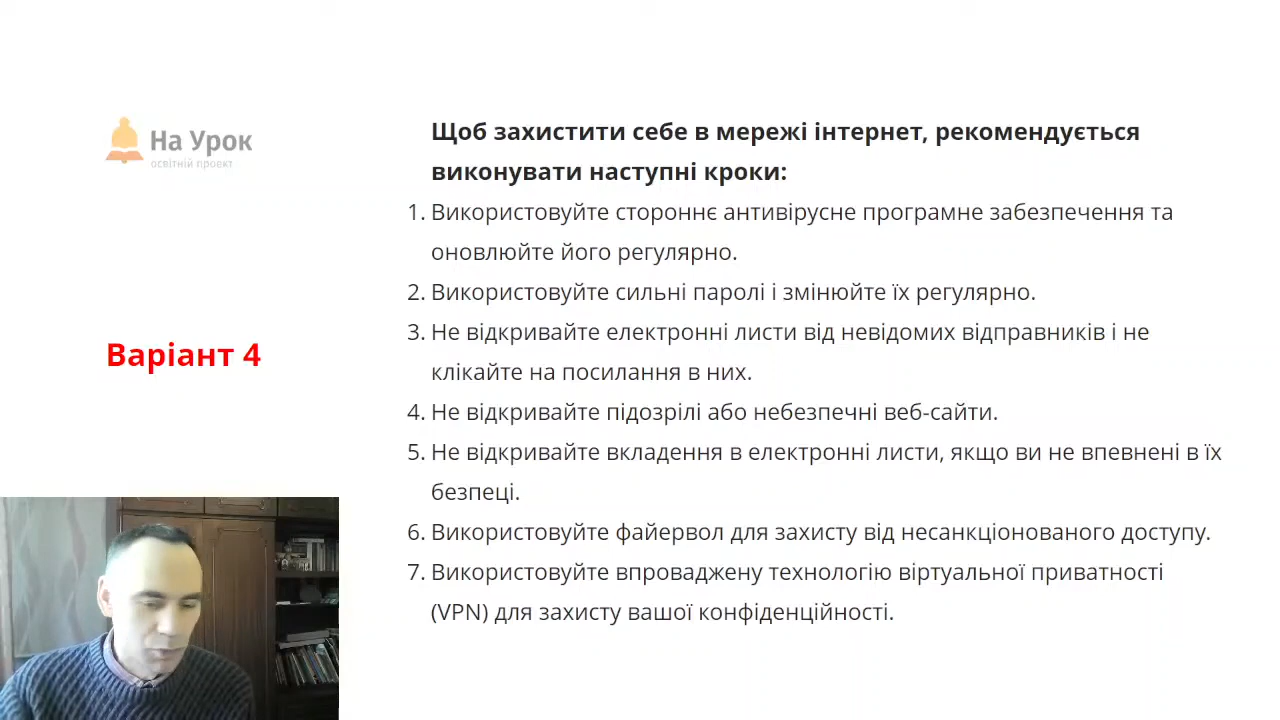 На Урок
освітній проект
Щоб захистити себе в мережі інтернет, рекомендується
виконувати наступні кроки:
1. Використовуйте стороннє антивірусне програмне забезпечення та
оновлюйте його регулярно.
2. Використовуйте сильні паролі і змінюйте їх регулярно.
3. Не відкривайте електронні листи від невідомих відправників і не
клікайте на посилання в них.
4. Не відкривайте підозрілі або небезпечні веб-сайти.
5. Не відкривайте вкладення в електронні листи, якщо ви не впевнені в їх
безпеці.
6. Використовуйте файервол для захисту від несанкціонованого доступу.
7. Використовуйте впроваджену технологію віртуальної приватності
(VPN) для захисту вашої конфіденційності.
Варіант 4